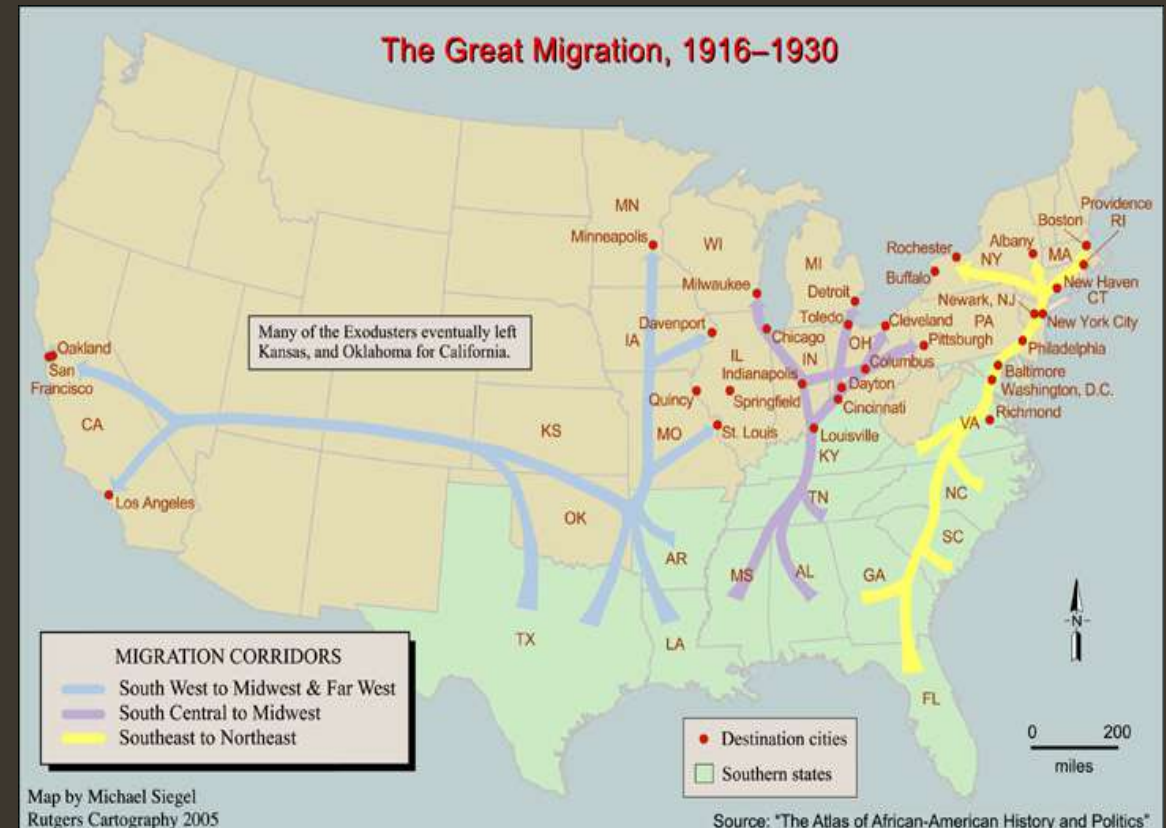 The Great Migration, 1916–1930
MN
Minneapolis
WI
MI
Milwaukee
Detroit
Rochester
Buffalo
Albany
NY
Boston
Providence
RI
MA
New Haven
CT
Newark, NJ
PA
New York City
Many of the Exodusters eventually left
Kansas, and Oklahoma for California.
IA
Davenport
Chicago
Toledo
Cleveland
Pittsburgh
Philadelphia
Oakland
San
Francisco
CA
IL
IN
OH
Indianapolis
Columbus
Dayton
Baltimore
Washington, D.C.
Quincy
Springfield
Cincinnati
Richmond
KS
MO
St. Louis
Louisville
KY
VA
Los Angeles
OK
TN
NC
AR
SC
MS
AL
GA
TX
LA
FL
N
MIGRATION CORRIDORS
South West to Midwest & Far West
South Central to Midwest
Southeast to Northeast
Destination cities
Southern states
0 200
miles
Map by Michael Siegel
Rutgers Cartography 2005
Source: "The Atlas of African-American History and Politics"